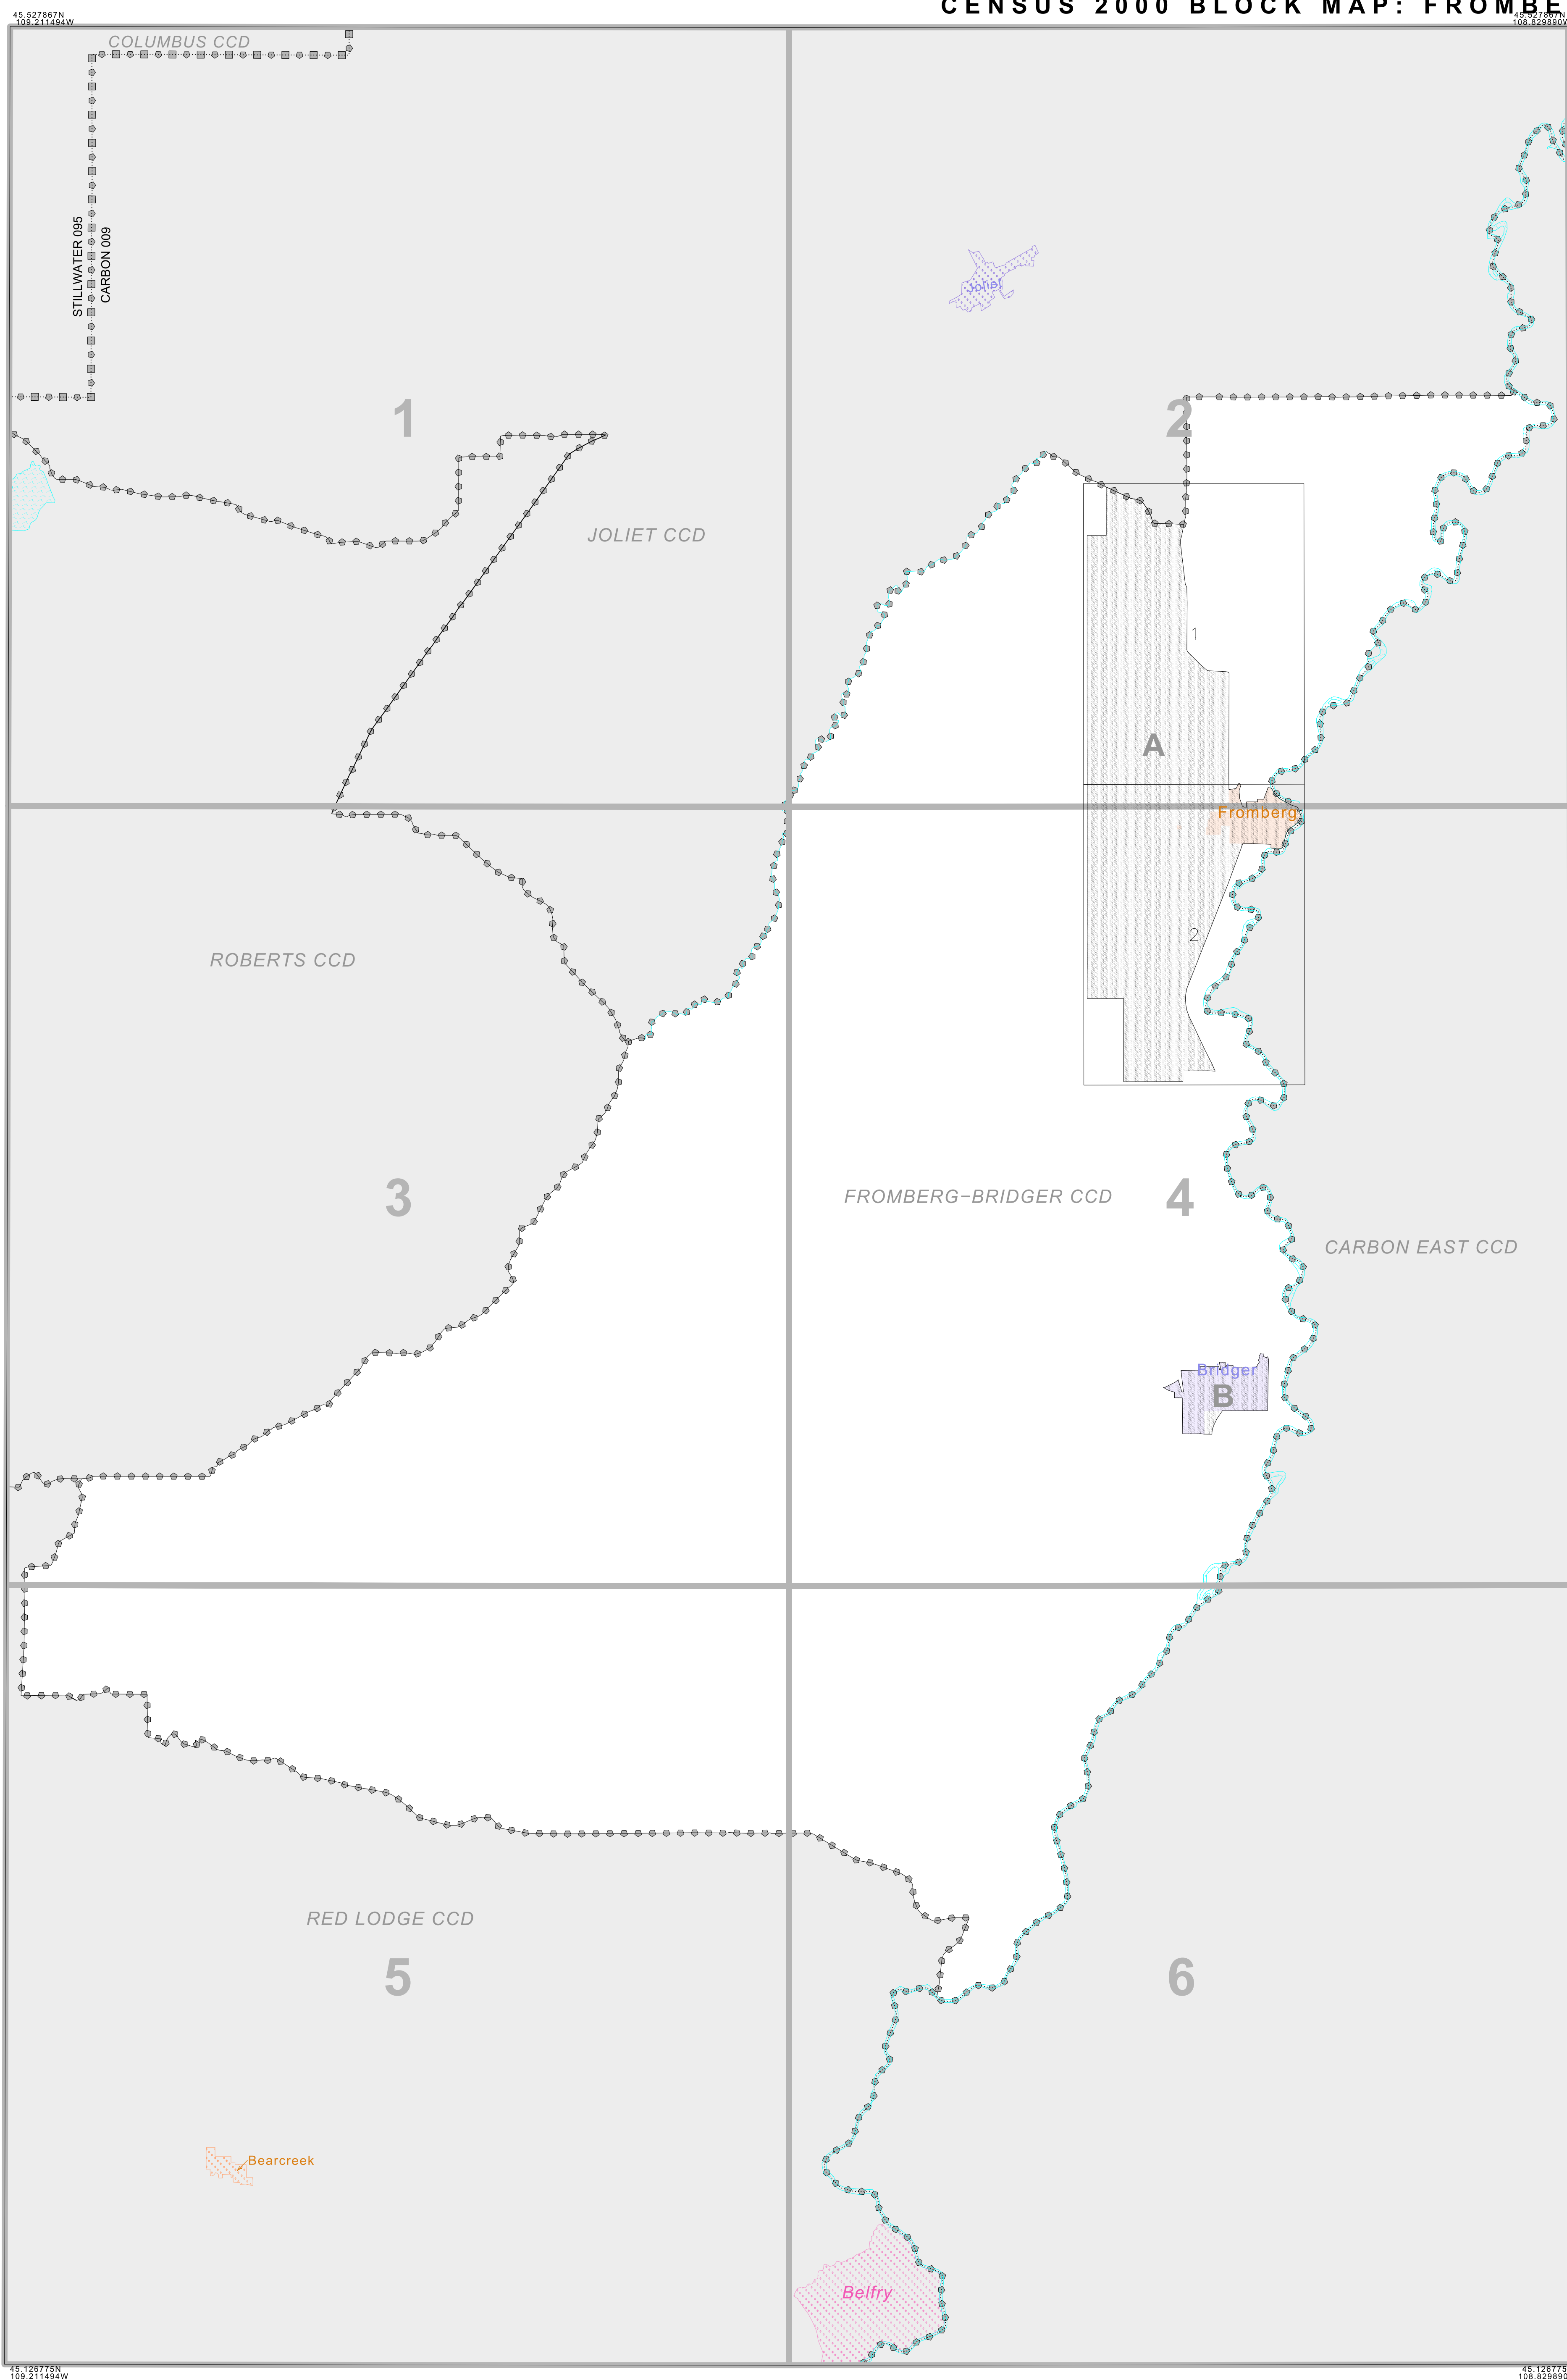 CENSUS 2000 BLOCK MAP: FROMBE
45.527867N
109.211494W
45.527867N
108.829890W
COLUMBUS CCD
STILLWATER 095
CARBON 009
Joliet
1
2
JOLIET CCD
1
A
Fromberg
ROBERTS CCD
2
3
FROMBERG-BRIDGER CCD
4
CARBON EAST CCD
Bridger
B
RED LODGE CCD
5
6
Bearcreek
Belfry
45.126775N
109.211494W
45.126775
108.829890